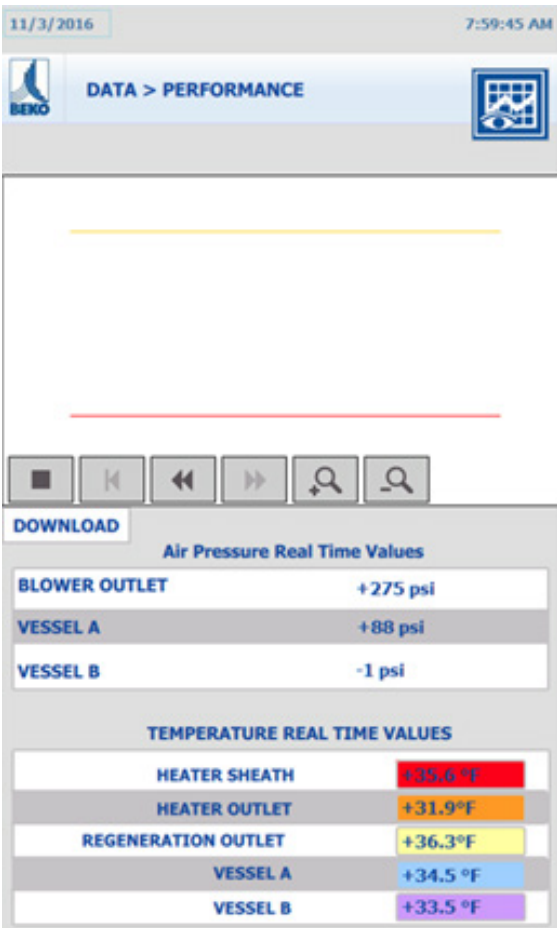 11/3/2016 7:59:45 AM
BEKO
DATA > PERFORMANCE
DOWNLOAD
Air Pressure Real Time Values
BLOWER OUTLET +275 psi
VESSEL A +88 psi
VESSEL B -1 psi
TEMPERATURE REAL TIME VALUES
HEATER SHEATH +35.6 °F
HEATER OUTLET +31.9°F
REGENERATION OUTLET +36.3°F
VESSEL A +34.5 °F
VESSEL B +33.5 °F